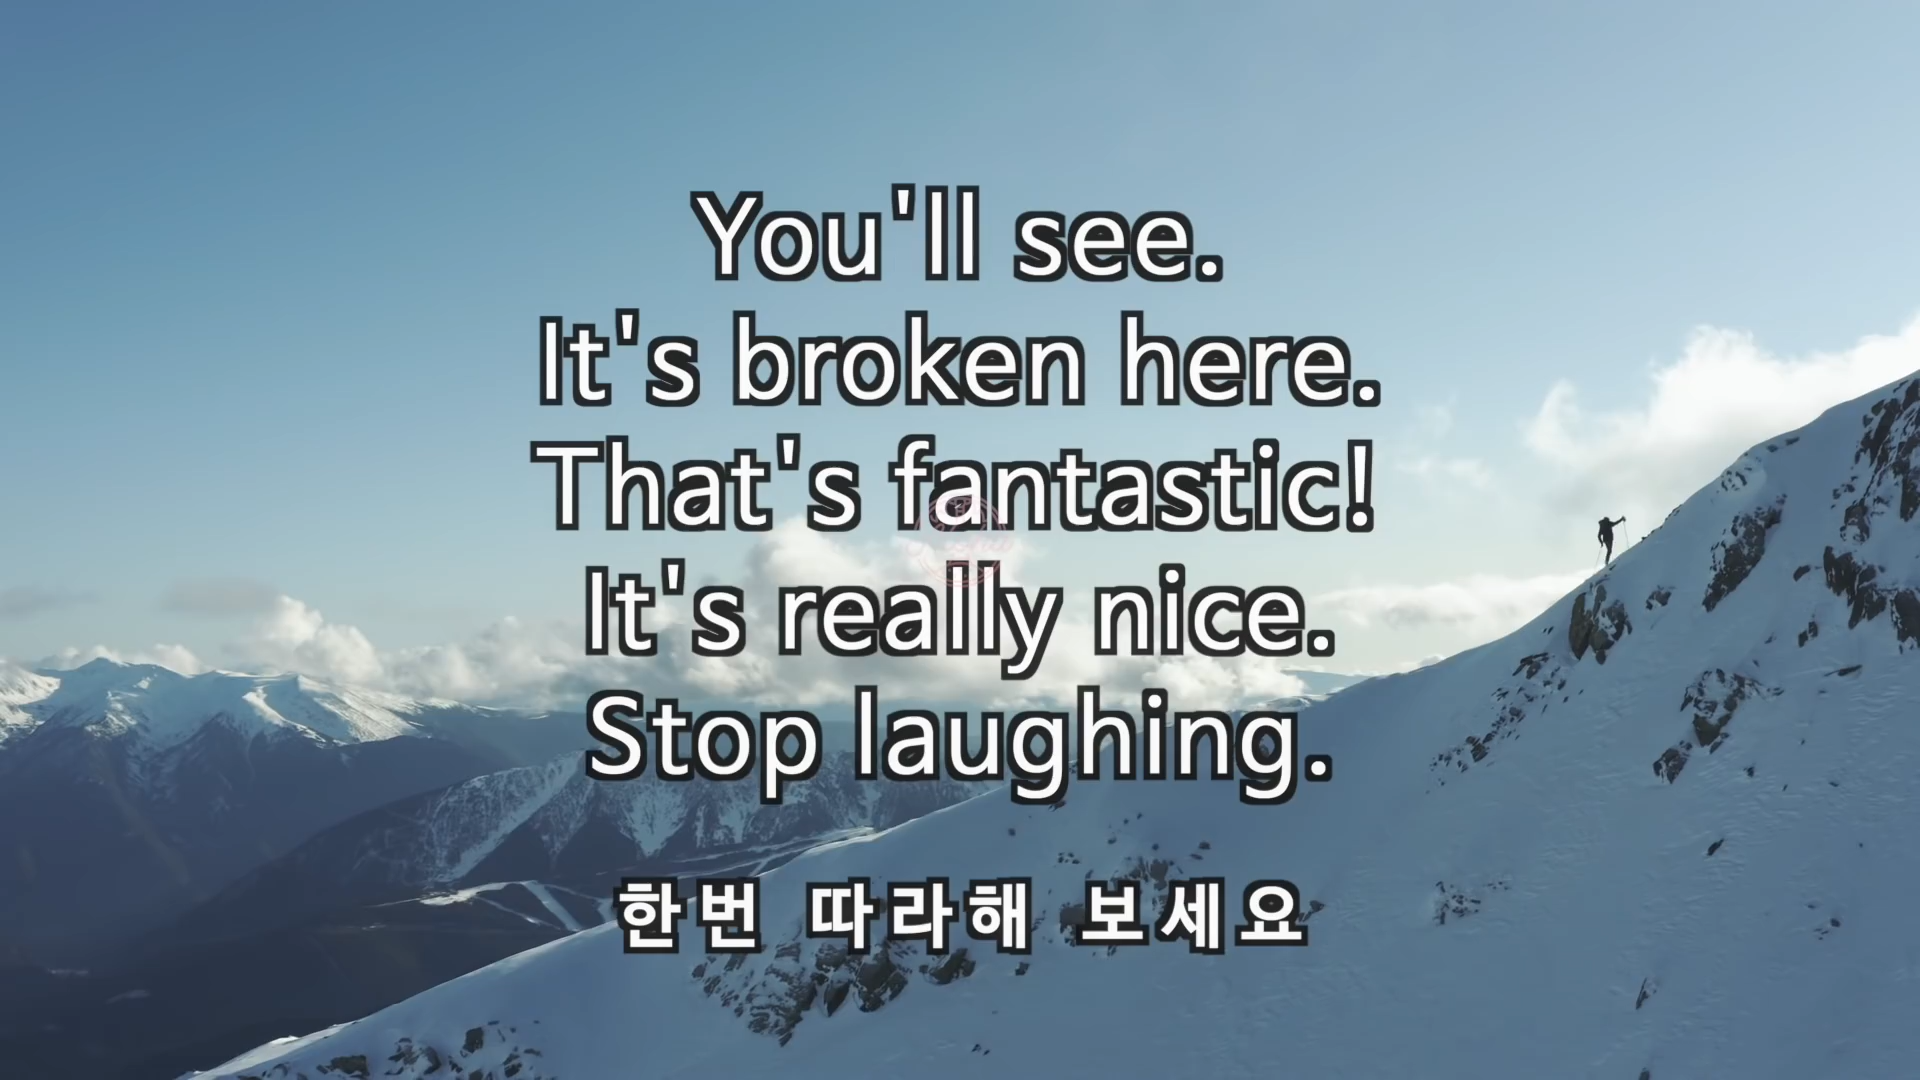 You'll see.
It's broken here.
That's fantastic!
It's really nice.
Stop laughing.
한번 따라해 보세요